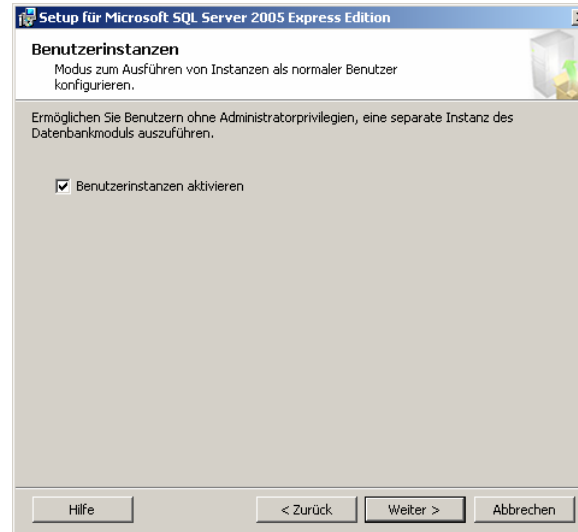 Setup für Microsoft SQL Server 2005 Express Edition
Benutzerinstanzen
Modus zum Ausführen von Instanzen als normaler Benutzer
konfigurieren.
Ermöglichen Sie Benutzern ohne Administratorprivilegien, eine separate Instanz des
Datenbankmoduls auszuführen.
Benutzerinstanzen aktivieren
Hilfe
< Zurück
Weiter >
Abbrechen